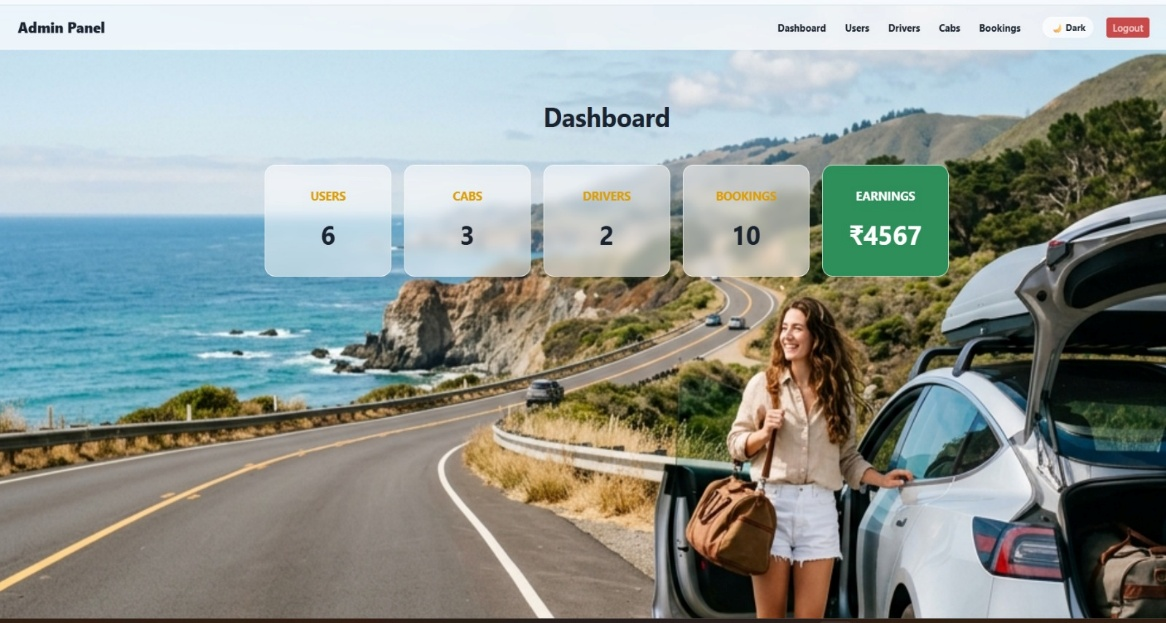 Admin Panel
Dashboard Users Drivers Cabs Bookings 🌙 Dark Logout
Dashboard
USERS CABS DRIVERS BOOKINGS EARNINGS
6 3 2 10 ₹4567